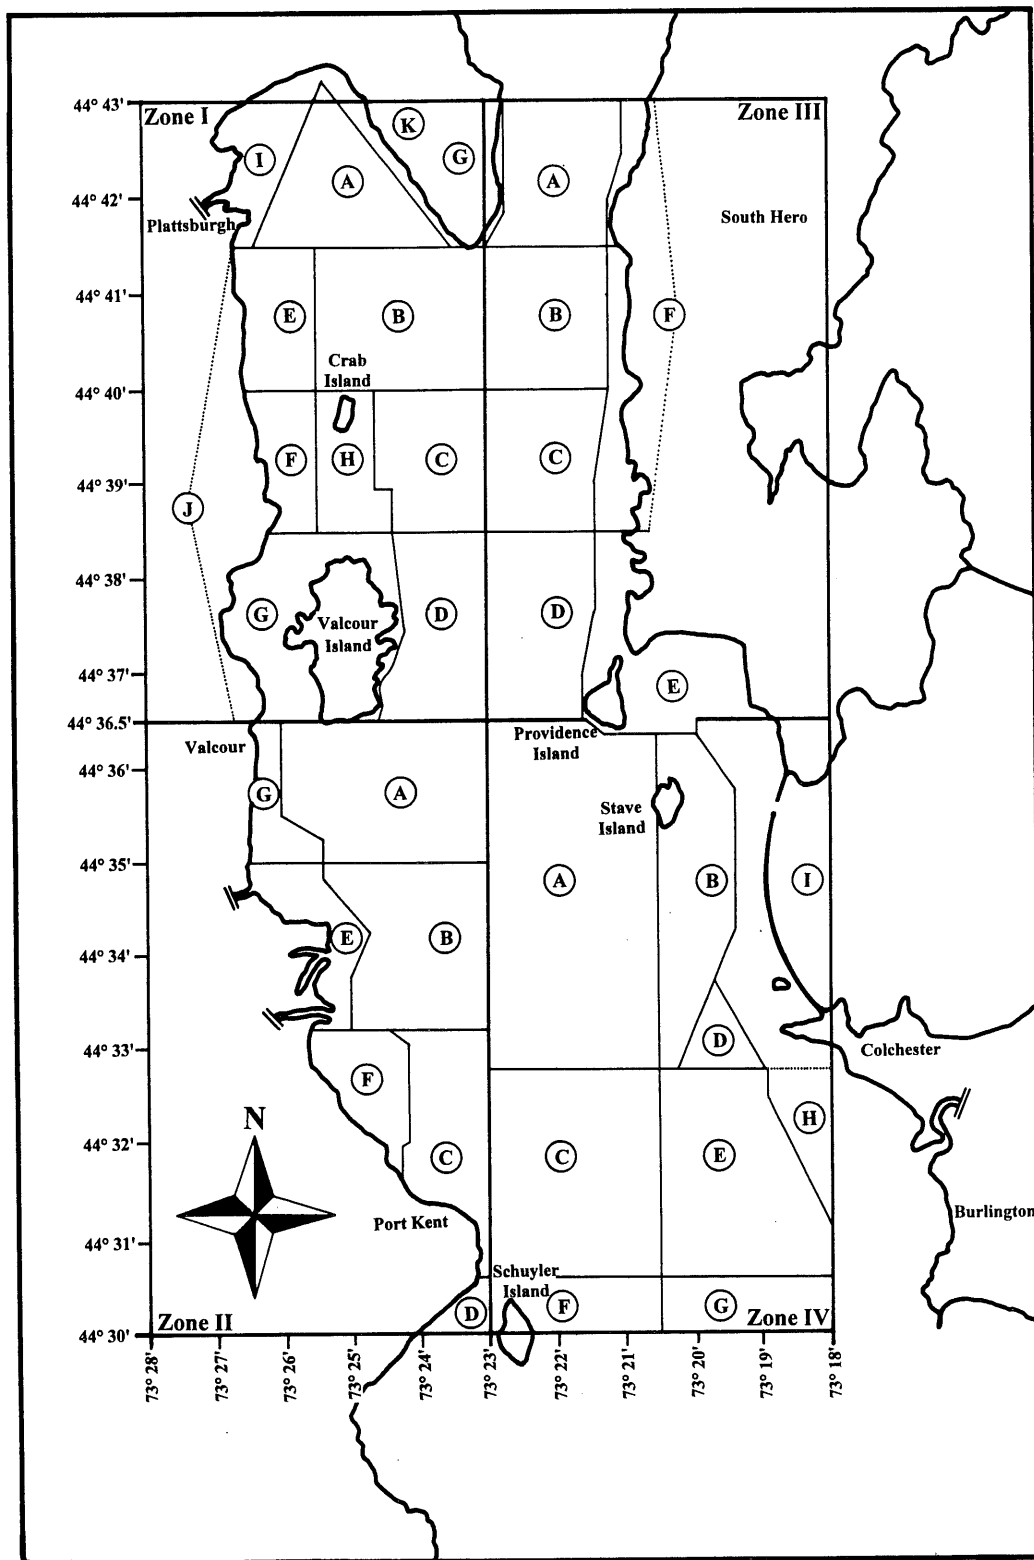 44° 43'
Zone I
Zone III
K
I
G
A
A
44° 42'
Plattsburgh
South Hero
44° 41'
E
B
B
F
Crab
Island
44° 40'
F
H
C
C
44° 39'
J
44° 38'
G
Valcour
Island
D
D
44° 37'
E
44° 36.5'
Valcour
Providence
Island
44° 36'
G
A
Stave
Island
44° 35'
A
B
I
44° 34'
E
B
44° 33'
D
Colchester
F
H
N
44° 32'
C
C
E
Port Kent
Burlington
44° 31'
Schuyler
Island
D
F
G
Zone II
Zone IV
44° 30'
73° 28'
73° 27'
73° 26'
73° 25'
73° 24'
73° 23'
73° 22'
73° 21'
73° 20'
73° 19'
73° 18'